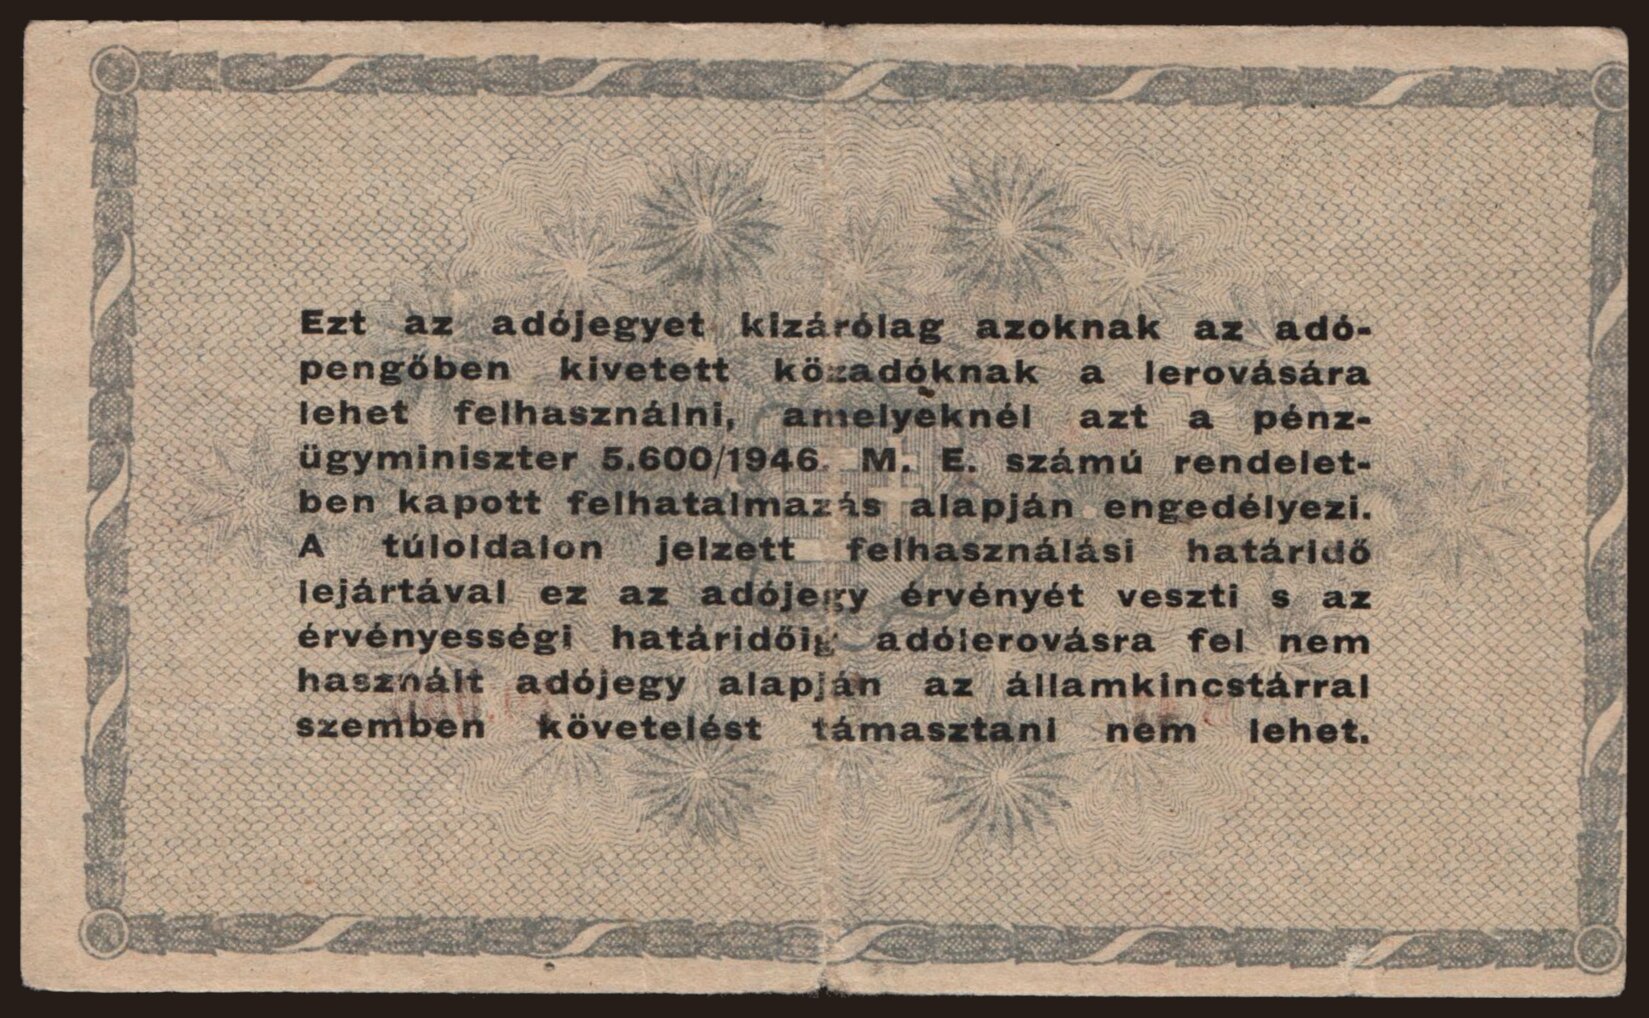 Ezt az adójegyet kizárólag azoknak az adó-
pengőben kivetett közadóknak a lerovására
lehet felhasználni, amelyeknél azt a pénz-
ügyminiszter 5.600/1946. M. E. számú rendelet-
ben kapott felhatalmazás alapján engedélyezi.
A túloldalon jelzett felhasználási határidő
lejártával ez az adójegy érvényét veszti s az
érvényességi határidőig adólerovásra fel nem
használt adójegy alapján az államkincstárral
szemben követelést támasztani nem lehet.